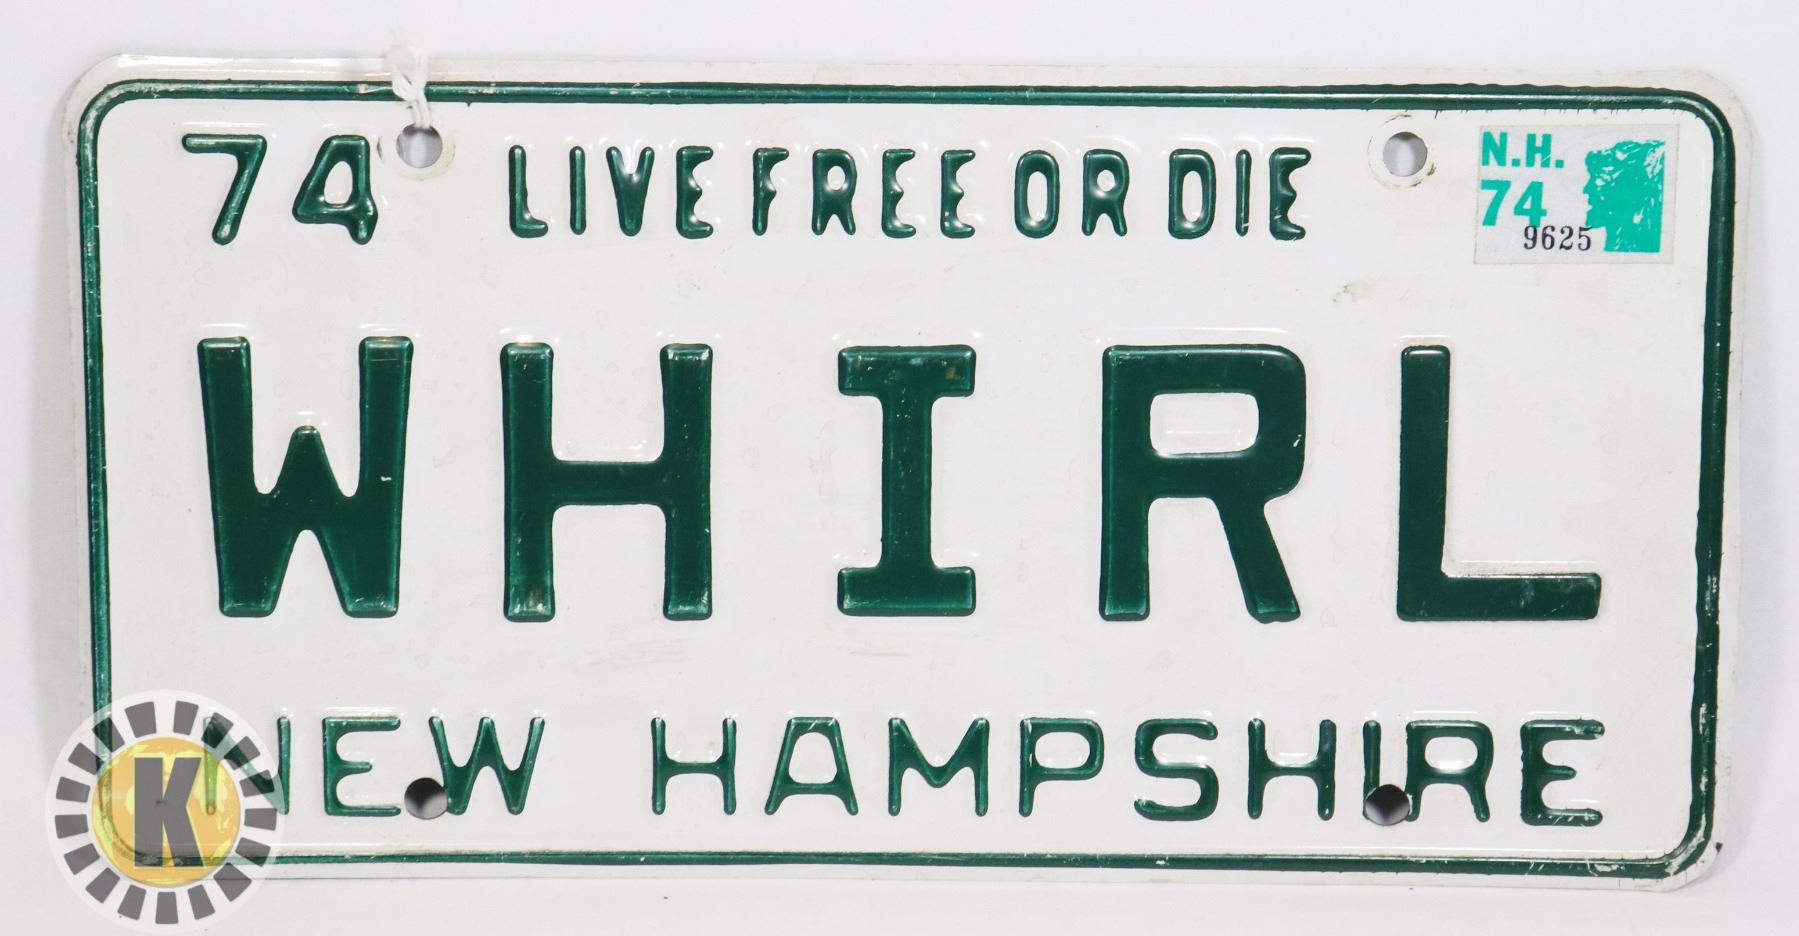 74 LIVE FREE OR DIE
N.H.
74
9625
WHIRL
NEW HAMPSHIRE
K